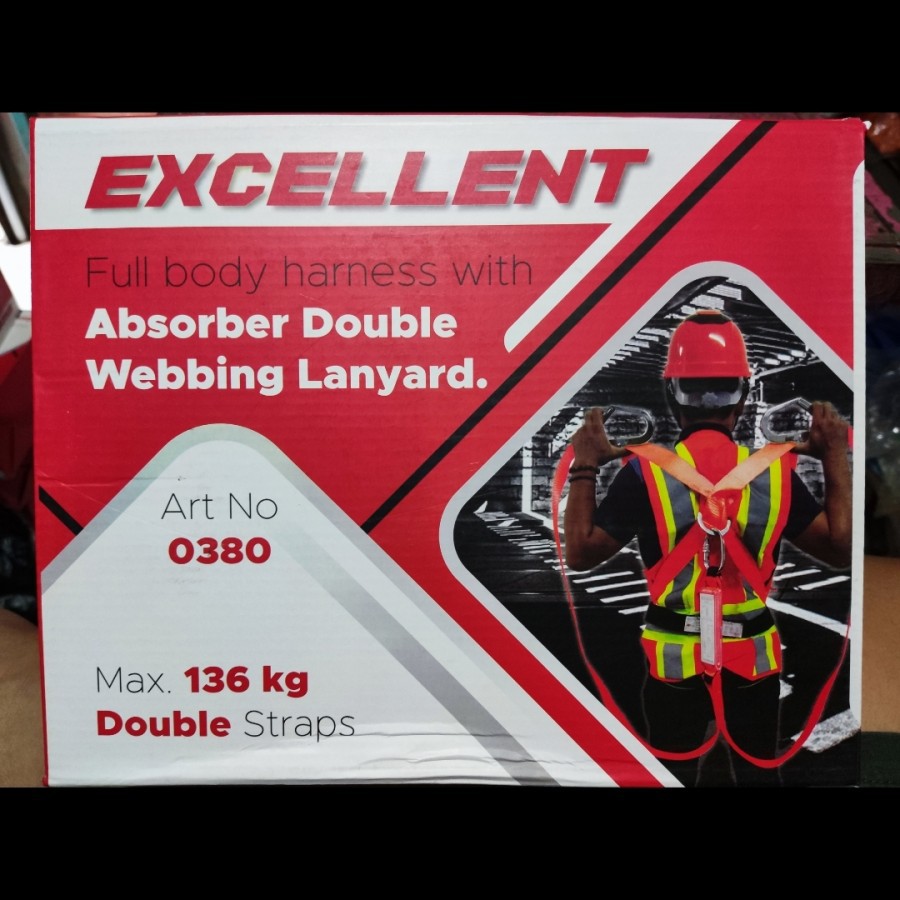 EXCELLENT
Full body harness with
Absorber Double
Webbing Lanyard.
Art No
0380
Max. 136 kg
Double Straps